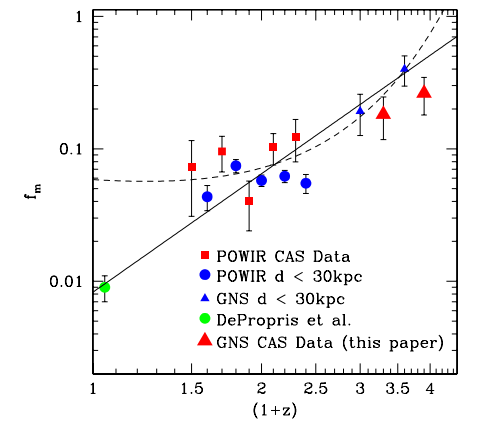 1
0.1
f_m
0.01
POWIR CAS Data
POWIR d < 30kpc
GNS d < 30kpc
DePropris et al.
GNS CAS Data (this paper)
1 1.5 2 2.5 3 3.5 4
(1+z)